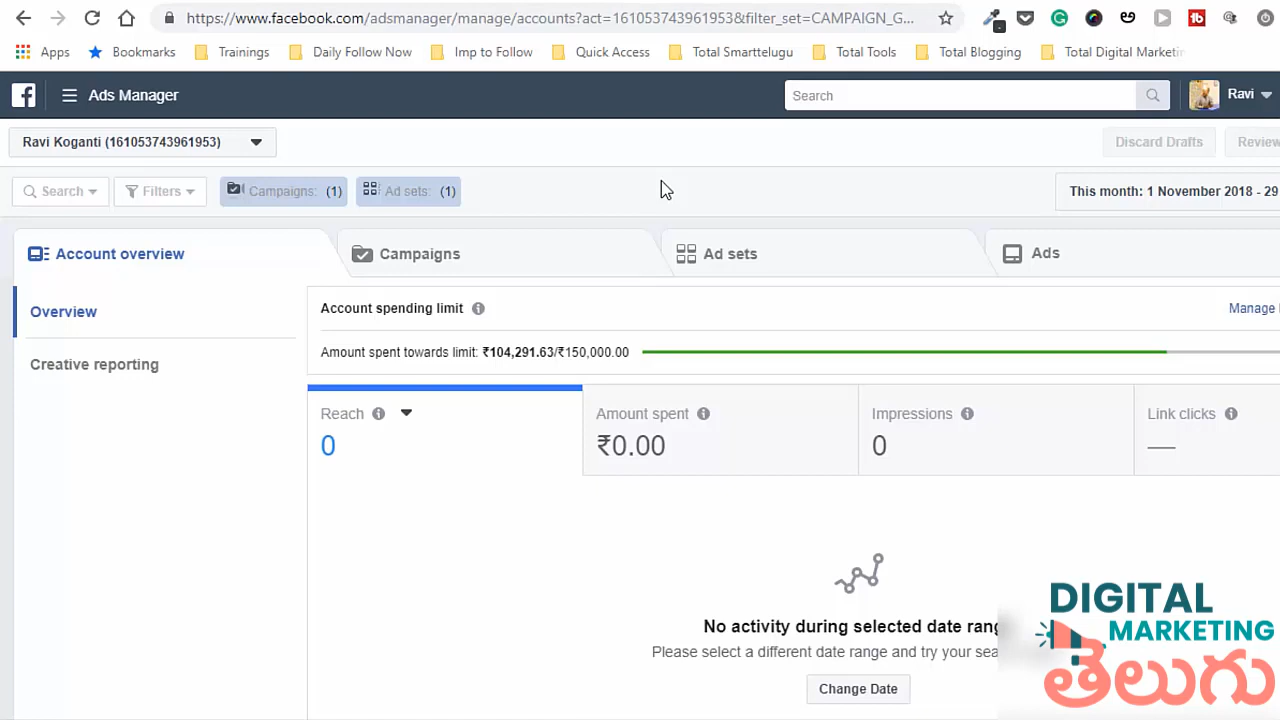 https://www.facebook.com/adsmanager/manage/accounts?act=161053743961953&filter_set=CAMPAIGN_G...
Apps Bookmarks Trainings Daily Follow Now Imp to Follow Quick Access Total Smarttelugu Total Tools Total Blogging Total Digital Marketin
Ads Manager Search Ravi
Ravi Koganti (161053743961953) Discard Drafts Review
Search Filters Campaigns: (1) Ad sets: (1) This month: 1 November 2018 - 29
Account overview Campaigns Ad sets Ads
Overview
Creative reporting
Account spending limit Manage
Amount spent towards limit: ₹104,291.63/₹150,000.00
Reach Amount spent Impressions Link clicks
0 ₹0.00 0 —
No activity during selected date rang
Please select a different date range and try your sea
Change Date
DIGITAL
MARKETING
తెలుగు